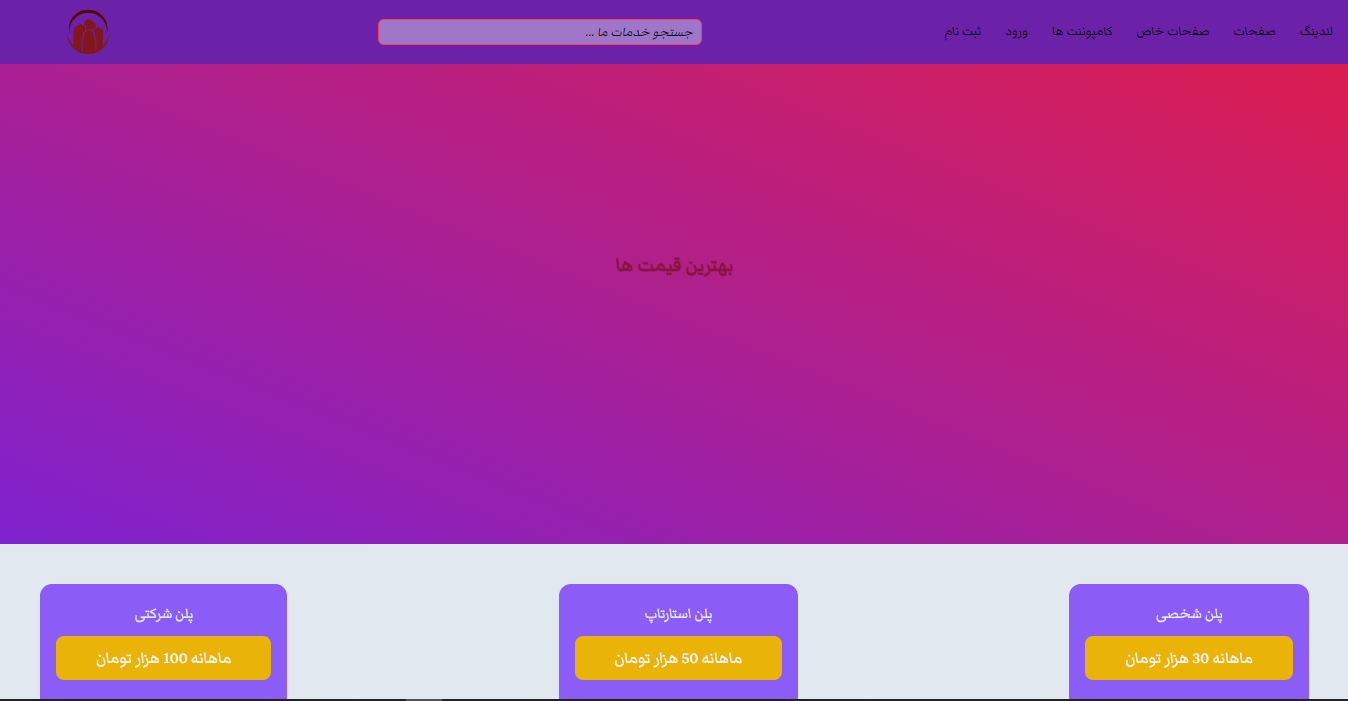 لندینگ
صفحات
صفحات خاص
کامپوننت ها
ورود
ثبت نام
جستجو خدمات ما ...
بهترین قیمت ها
پلن شخصی
ماهانه 30 هزار تومان
پلن استارتاپ
ماهانه 50 هزار تومان
پلن شرکتی
ماهانه 100 هزار تومان